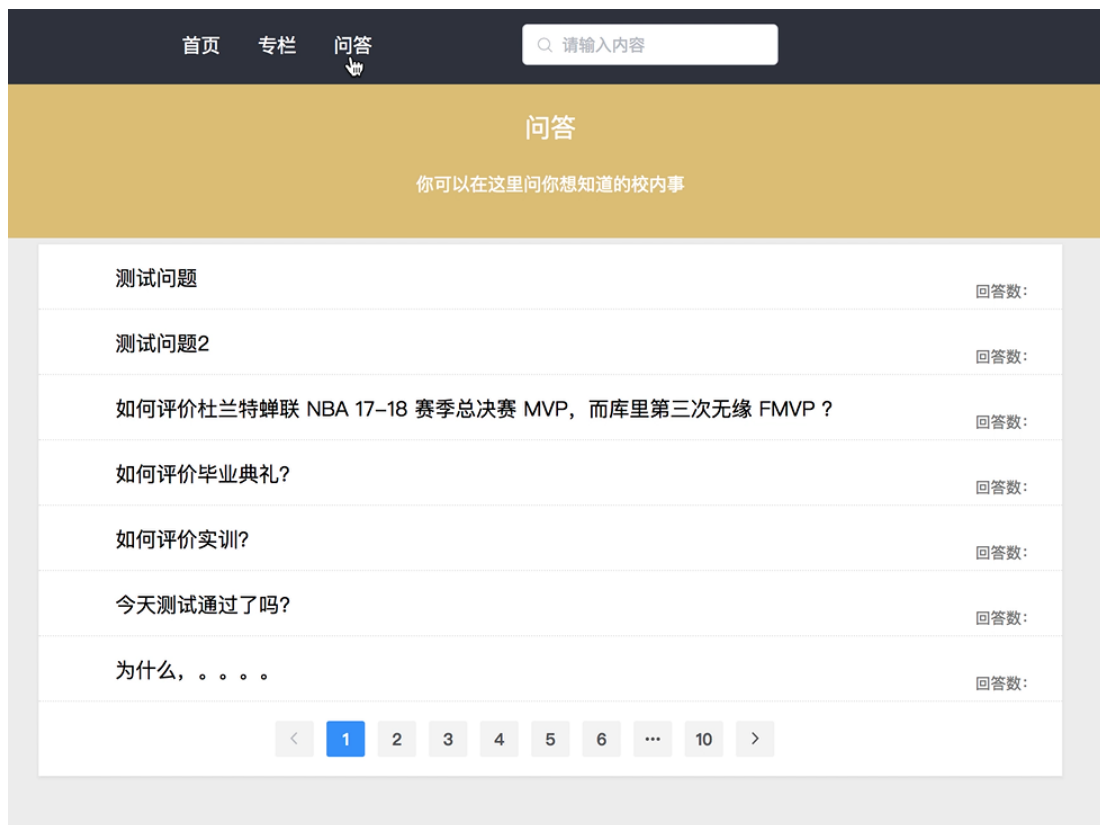 首页 专栏 问答 请输入内容
问答
你可以在这里问你想知道的校内事
测试问题
回答数:
测试问题2
回答数:
如何评价杜兰特蝉联 NBA 17-18 赛季总决赛 MVP，而库里第三次无缘 FMVP ?
回答数:
如何评价毕业典礼?
回答数:
如何评价实训?
回答数:
今天测试通过了吗?
回答数:
为什么，。。。。
回答数:
< 1 2 3 4 5 6 ··· 10 >